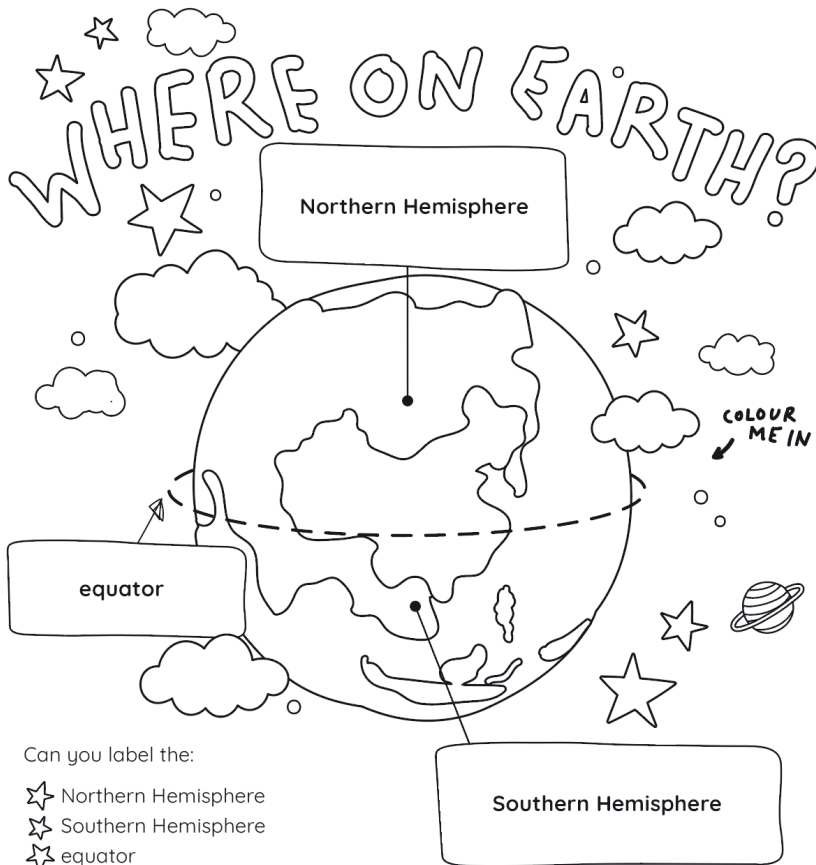 WHERE ON EARTH?
Northern Hemisphere
COLOUR
ME IN
equator
Can you label the:
Northern Hemisphere
Southern Hemisphere
equator
Southern Hemisphere